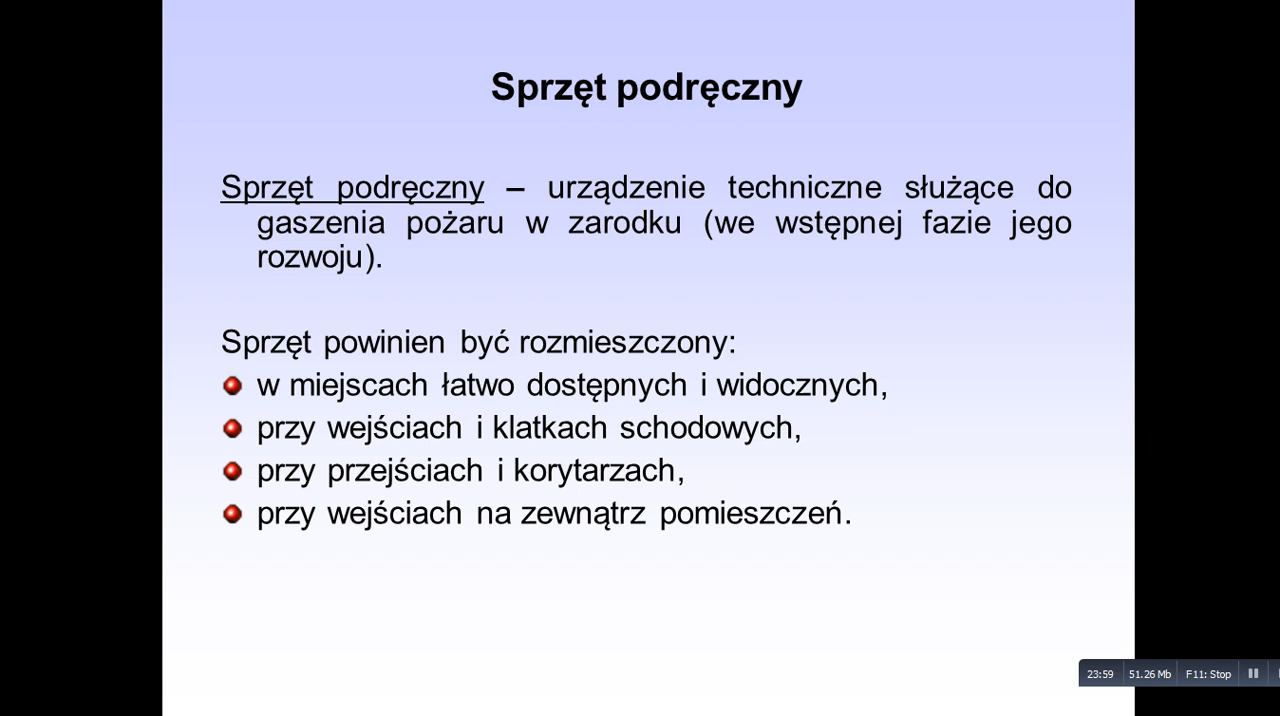 Sprzęt podręczny
Sprzęt podręczny – urządzenie techniczne służące do
gaszenia pożaru w zarodku (we wstępnej fazie jego
rozwoju).
Sprzęt powinien być rozmieszczony:
w miejscach łatwo dostępnych i widocznych,
przy wejściach i klatkach schodowych,
przy przejściach i korytarzach,
przy wejściach na zewnątrz pomieszczeń.
23:59 51.26 Mb F11: Stop